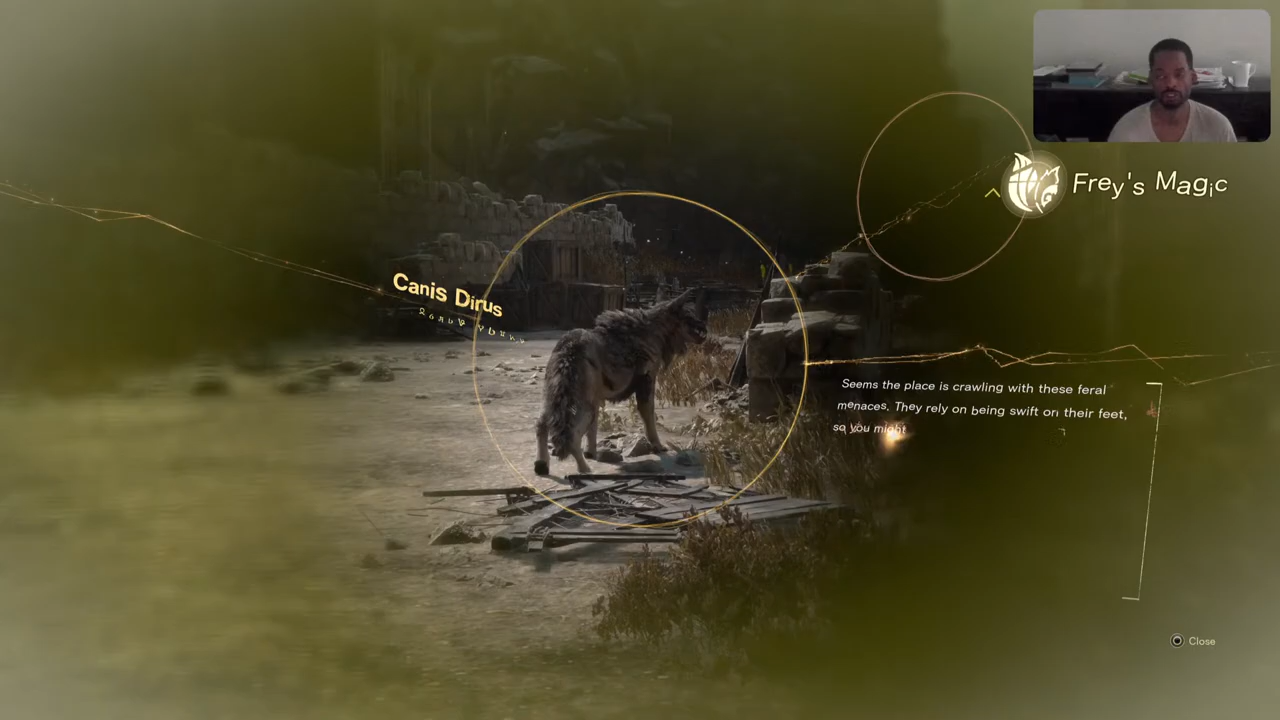 Frey's Magic
Canis Dirus
Seems the place is crawling with these feral
menaces. They rely on being swift on their feet,
so you might
Close